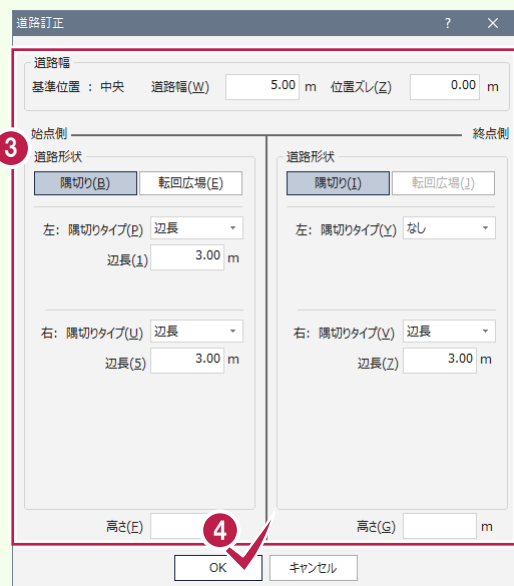 道路訂正 ? ×
道路幅
基準位置 : 中央 道路幅(W) 5.00 m 位置ズレ(Z) 0.00 m
3
始点側 終点側
道路形状 道路形状
隅切り(B) 転回広場(E) 隅切り(I) 転回広場(J)
左: 隅切りタイプ(P) 辺長 左: 隅切りタイプ(Y) なし
辺長(1) 3.00 m
右: 隅切りタイプ(U) 辺長 右: 隅切りタイプ(V) 辺長
辺長(5) 3.00 m 辺長(7) 3.00 m
高さ(F) 高さ(G) m
4
OK キャンセル